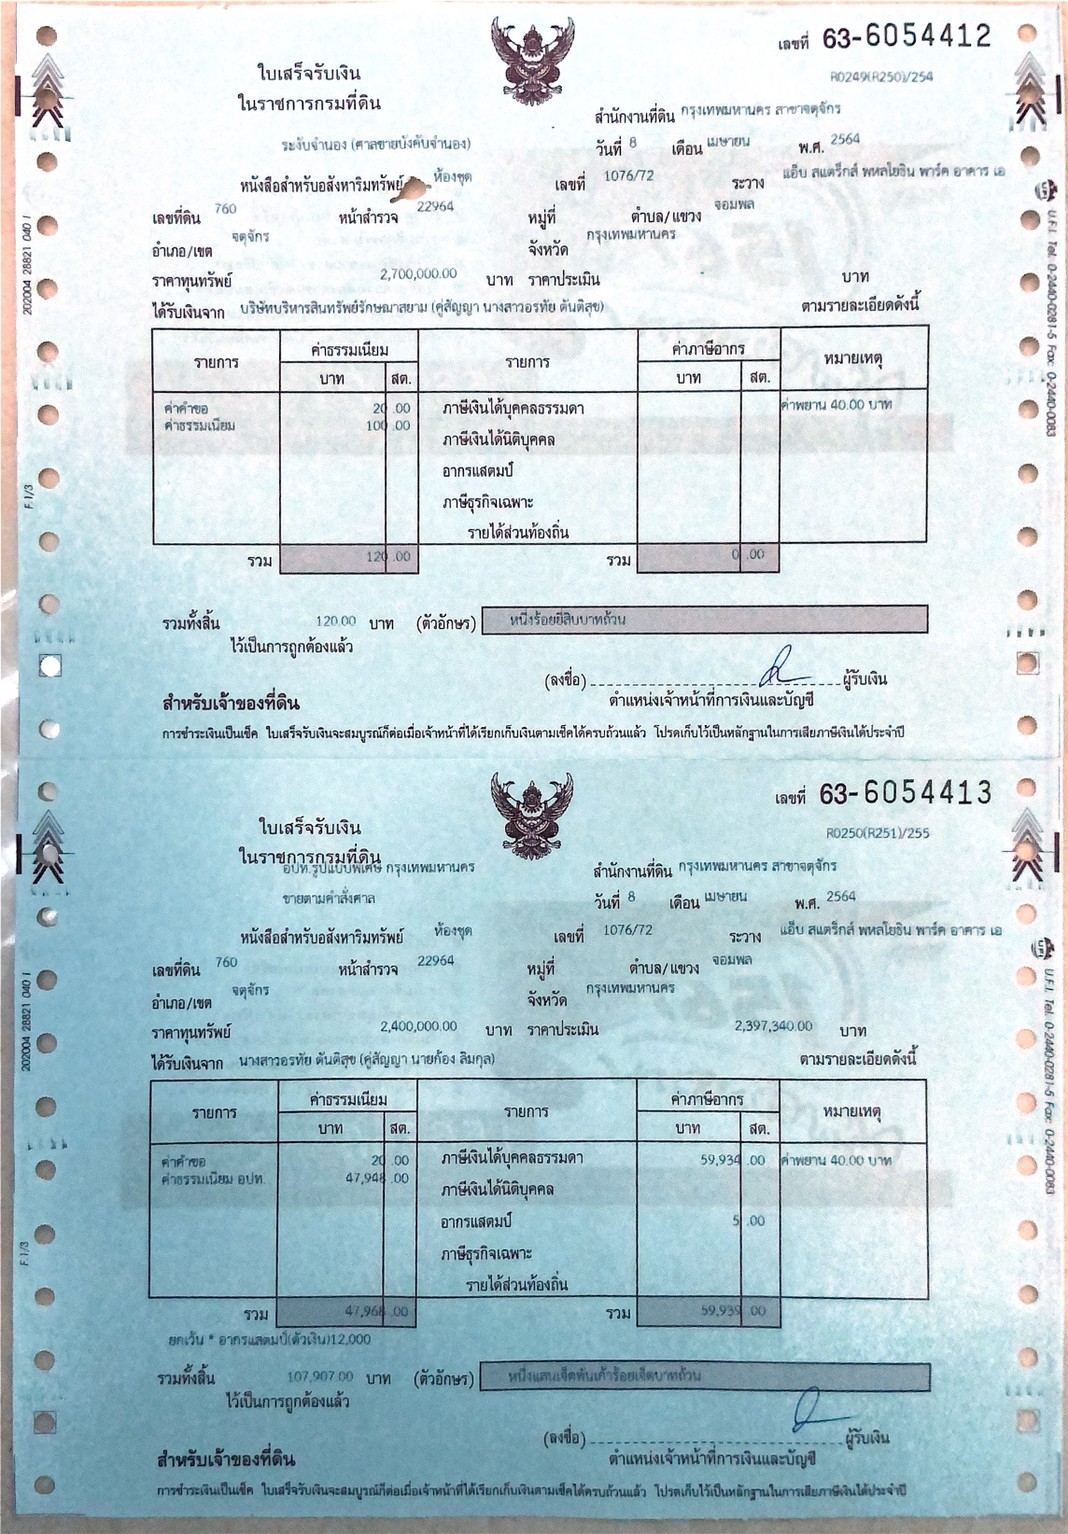 เลขที่ 63-6054412
R0249(R250)/254
ใบเสร็จรับเงิน
ในราชการกรมที่ดิน
สำนักงานที่ดิน กรุงเทพมหานคร สาขาจตุจักร
ระงับจำนอง (ศาลขายบังคับจำนอง)
วันที่ 8 เดือน เมษายน พ.ศ. 2564
หนังสือสำหรับอสังหาริมทรัพย์ ห้องชุด เลขที่ 1076/72 ระวาง แอ็บ สแตร็กส์ พหลโยธิน พาร์ค อาคาร เอ
เลขที่ดิน 760 หน้าสำรวจ 22964 หมู่ที่ ตำบล/แขวง จอมพล
อำเภอ/เขต จตุจักร จังหวัด กรุงเทพมหานคร
ราคาทุนทรัพย์ 2,700,000.00 บาท ราคาประเมิน - บาท
ได้รับเงินจาก บริษัทบริหารสินทรัพย์รักษณาสยาม (คู่สัญญา นางสาวอรทัย ตันติสุข) ตามรายละเอียดดังนี้
รายการ ค่าธรรมเนียม รายการ ค่าภาษีอากร หมายเหตุ
บาท สต. บาท สต.
ค่าคำขอ 20.00 ภาษีเงินได้บุคคลธรรมดา ค่าพยาน 40.00 บาท
ค่าธรรมเนียม 100.00 ภาษีเงินได้นิติบุคคล
อากรแสตมป์
ภาษีธุรกิจเฉพาะ
รายได้ส่วนท้องถิ่น
รวม 120.00 รวม 0.00
รวมทั้งสิ้น 120.00 บาท (ตัวอักษร) หนึ่งร้อยยี่สิบบาทถ้วน
ไว้เป็นการถูกต้องแล้ว
(ลงชื่อ) ผู้รับเงิน
สำหรับเจ้าของที่ดิน ตำแหน่งเจ้าหน้าที่การเงินและบัญชี
การชำระเงินเป็นเช็ค ใบเสร็จรับเงินจะสมบูรณ์ก็ต่อเมื่อเจ้าหน้าที่ได้เรียกเก็บเงินตามเช็คได้ครบถ้วนแล้ว โปรดเก็บไว้เป็นหลักฐานในการเสียภาษีเงินได้ประจำปี
202004 28821 040 1
F 1/3
U.F.I. Tel. 0-2440-0281-5 Fax: 0-2440-0083
เลขที่ 63-6054413
R0250(R251)/255
ใบเสร็จรับเงิน
ในราชการกรมที่ดิน
อปท.รูปแบบพิเศษ กรุงเทพมหานคร
สำนักงานที่ดิน กรุงเทพมหานคร สาขาจตุจักร
ขายตามคำสั่งศาล
วันที่ 8 เดือน เมษายน พ.ศ. 2564
หนังสือสำหรับอสังหาริมทรัพย์ ห้องชุด เลขที่ 1076/72 ระวาง แอ็บ สแตร็กส์ พหลโยธิน พาร์ค อาคาร เอ
เลขที่ดิน 760 หน้าสำรวจ 22964 หมู่ที่ ตำบล/แขวง จอมพล
อำเภอ/เขต จตุจักร จังหวัด กรุงเทพมหานคร
ราคาทุนทรัพย์ 2,400,000.00 บาท ราคาประเมิน 2,397,340.00 บาท
ได้รับเงินจาก นางสาวอรทัย ตันติสุข (คู่สัญญา นายก้อง ลิมกุล) ตามรายละเอียดดังนี้
รายการ ค่าธรรมเนียม รายการ ค่าภาษีอากร หมายเหตุ
บาท สต. บาท สต.
ค่าคำขอ 20.00 ภาษีเงินได้บุคคลธรรมดา 59,934.00 ค่าพยาน 40.00 บาท
ค่าธรรมเนียม อปท. 47,948.00 ภาษีเงินได้นิติบุคคล
อากรแสตมป์ 5.00
ภาษีธุรกิจเฉพาะ
รายได้ส่วนท้องถิ่น
รวม 47,968.00 รวม 59,939.00
ยกเว้น * อากรแสตมป์(ตัวเงิน)12,000
รวมทั้งสิ้น 107,907.00 บาท (ตัวอักษร) หนึ่งแสนเจ็ดพันเก้าร้อยเจ็ดบาทถ้วน
ไว้เป็นการถูกต้องแล้ว
(ลงชื่อ) ผู้รับเงิน
สำหรับเจ้าของที่ดิน ตำแหน่งเจ้าหน้าที่การเงินและบัญชี
การชำระเงินเป็นเช็ค ใบเสร็จรับเงินจะสมบูรณ์ก็ต่อเมื่อเจ้าหน้าที่ได้เรียกเก็บเงินตามเช็คได้ครบถ้วนแล้ว โปรดเก็บไว้เป็นหลักฐานในการเสียภาษีเงินได้ประจำปี
202004 28821 040 1
F 1/3
U.F.I. Tel. 0-2440-0281-5 Fax: 0-2440-0083